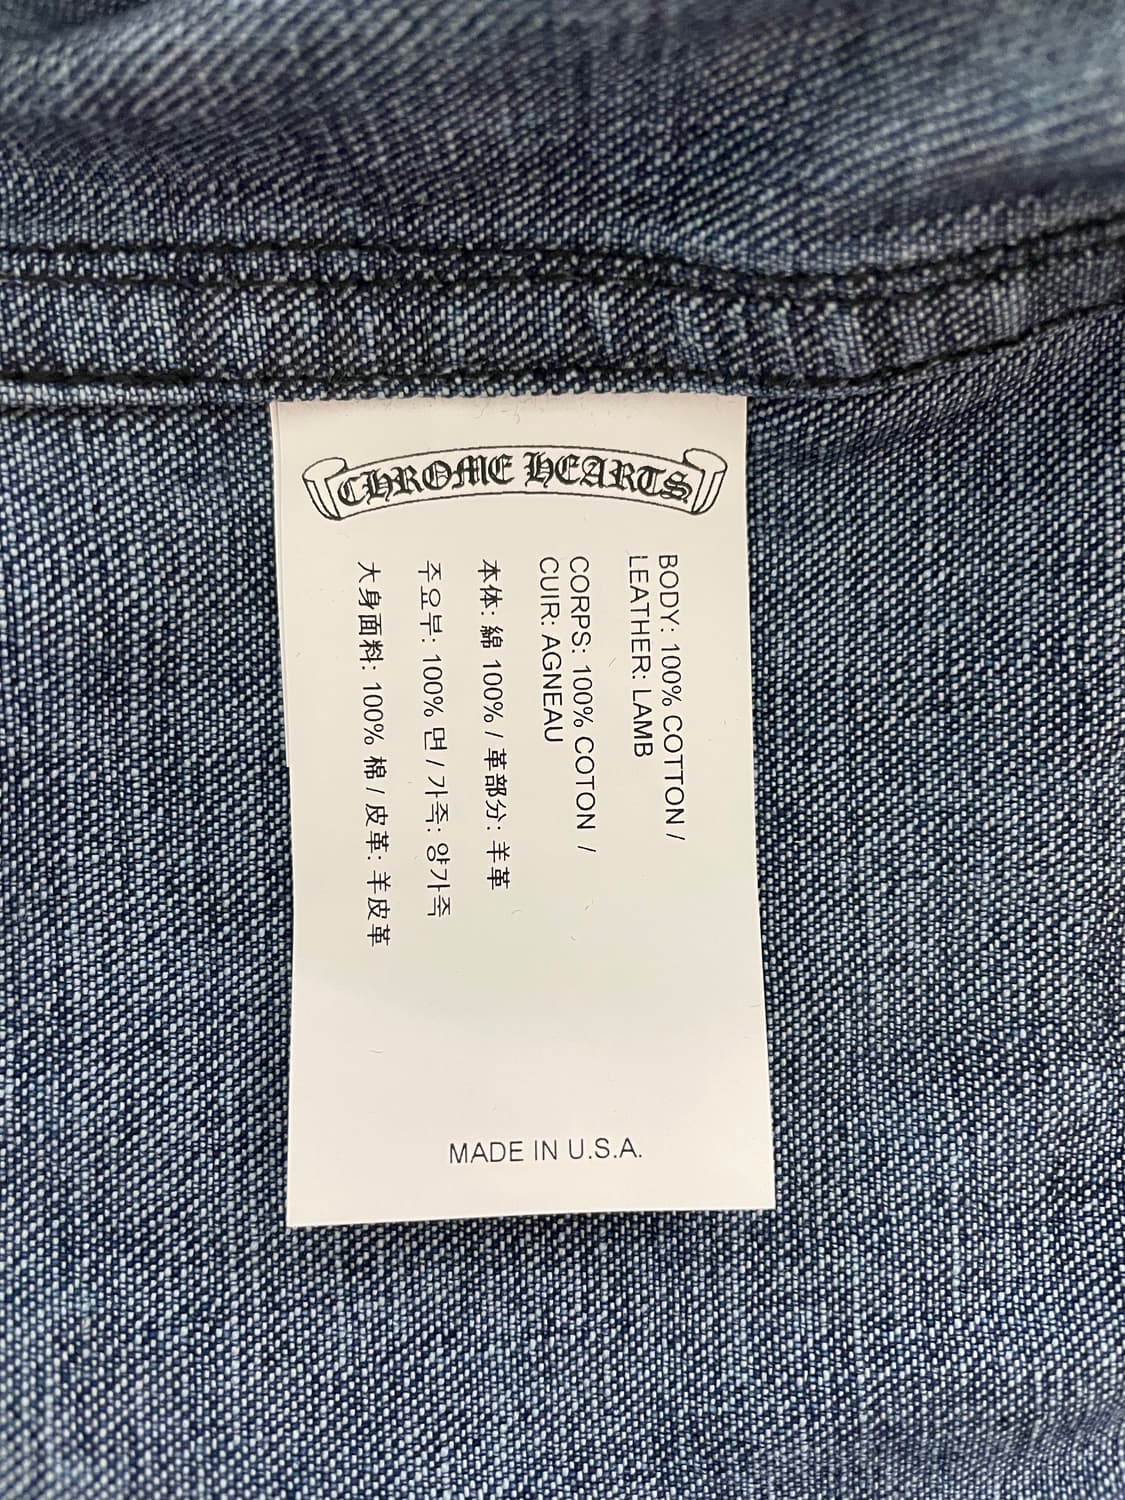 CHROME HEARTS
BODY: 100% COTTON /
LEATHER: LAMB
CORPS: 100% COTON /
CUIR: AGNEAU
本体: 綿 100% / 革部分: 羊革
주요부: 100% 면 / 가죽: 양가죽
大身面料: 100% 棉 / 皮革: 羊皮革
MADE IN U.S.A.